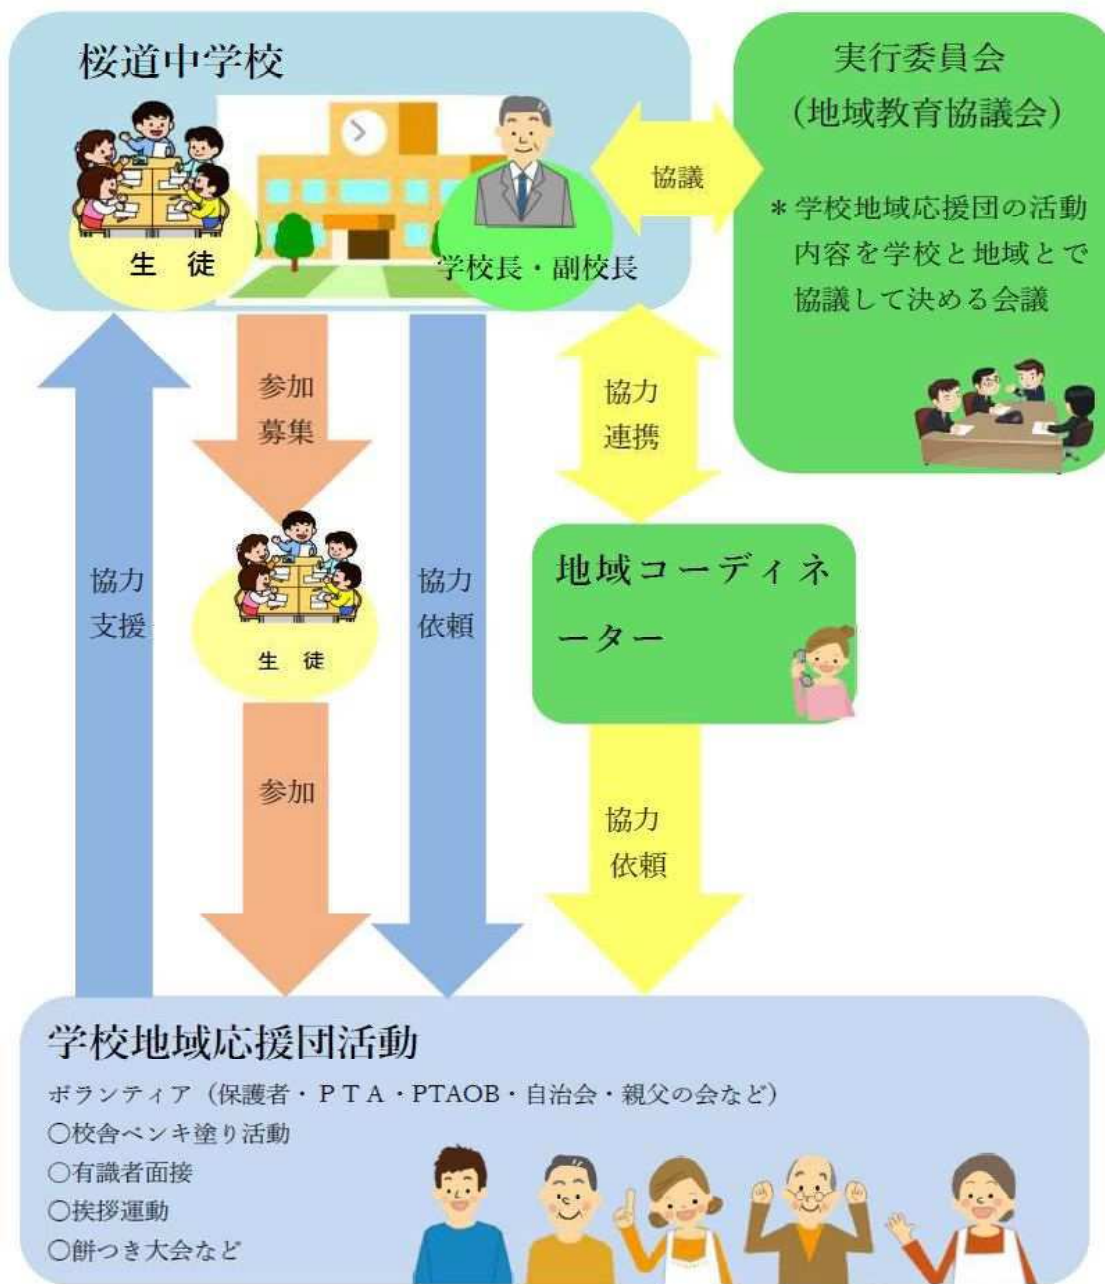 桜道中学校
生 徒
学校長・副校長
協議
実行委員会
（地域教育協議会）
＊学校地域応援団の活動
内容を学校と地域とで
協議して決める会議
参加
募集
協力
連携
協力
支援
生 徒
協力
依頼
地域コーディネ
ーター
参加
協力
依頼
学校地域応援団活動
ボランティア（保護者・ＰＴＡ・PTAOB・自治会・親父の会など）
〇校舎ペンキ塗り活動
〇有識者面接
〇挨拶運動
〇餅つき大会など